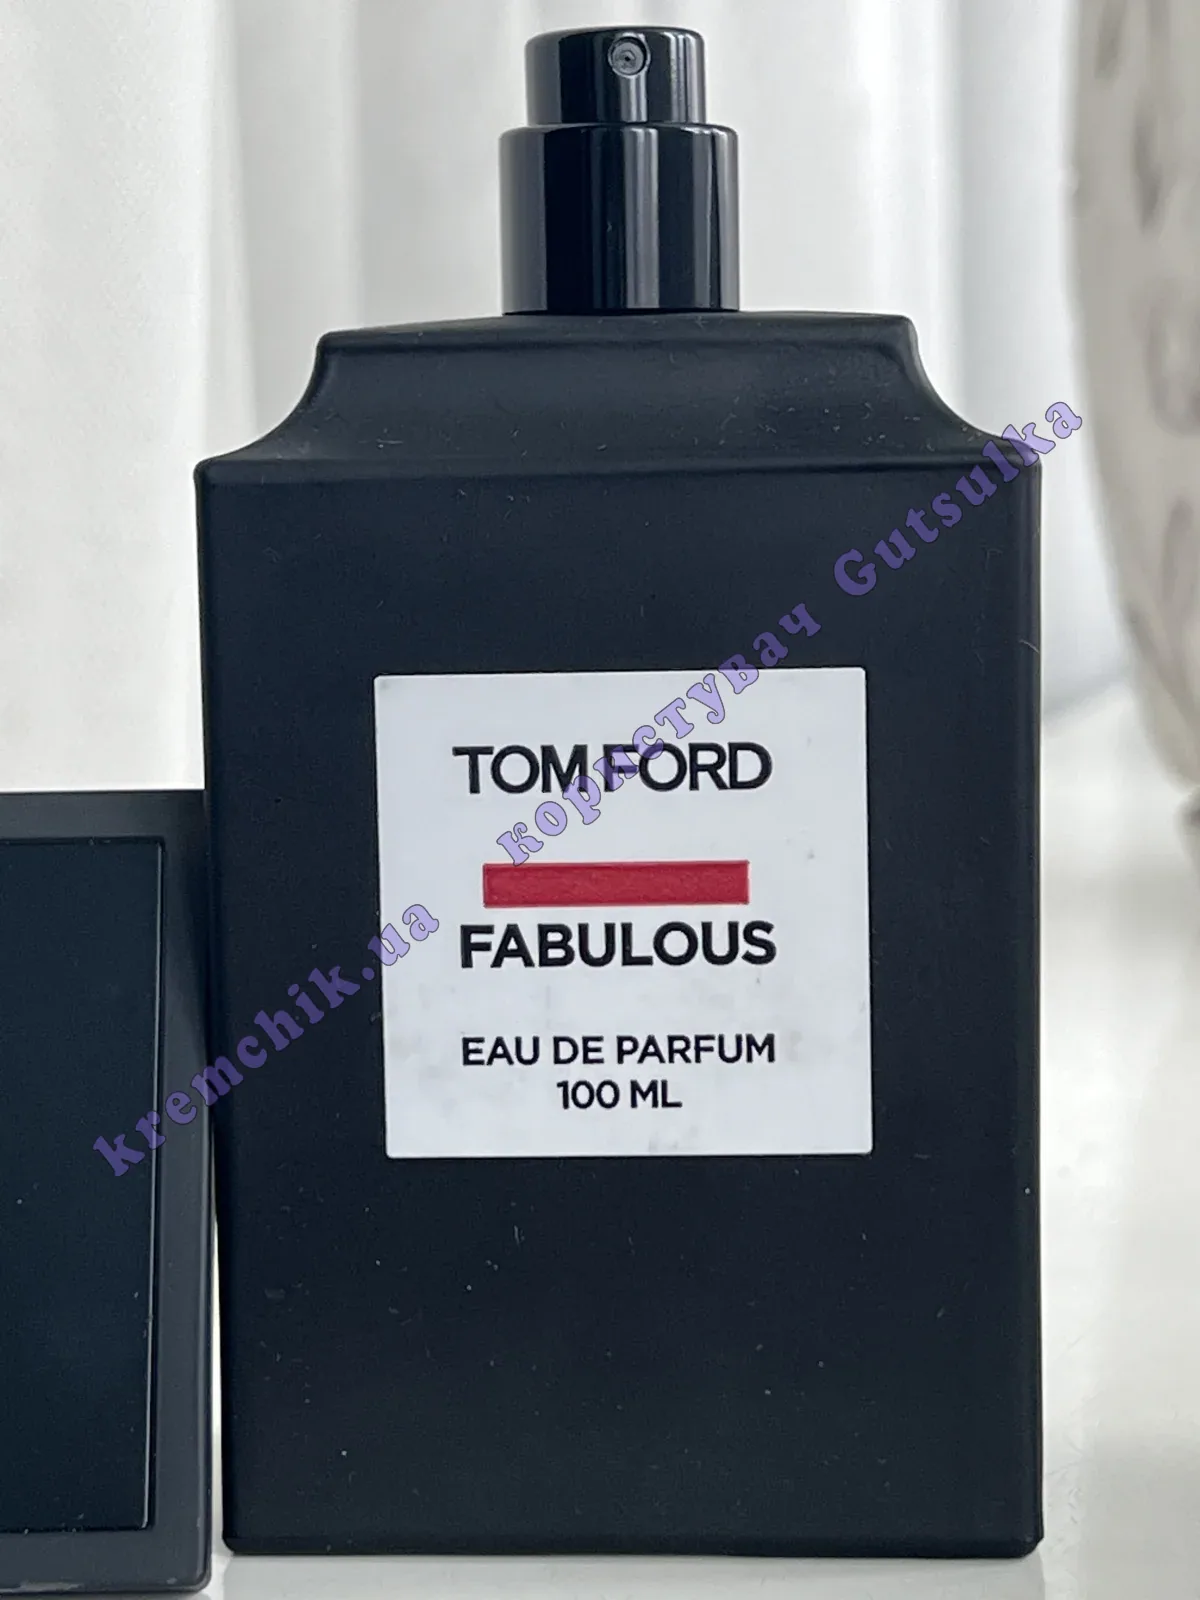 TOM FORD
FABULOUS
EAU DE PARFUM
100 ML
kremchik.ua користувач Gutsulka